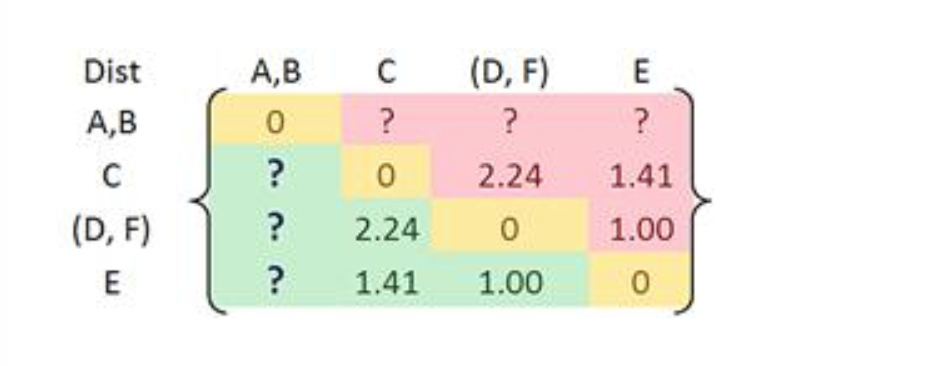 Dist A,B C (D, F) E
A,B 0 ? ? ?
C ? 0 2.24 1.41
(D, F) ? 2.24 0 1.00
E ? 1.41 1.00 0